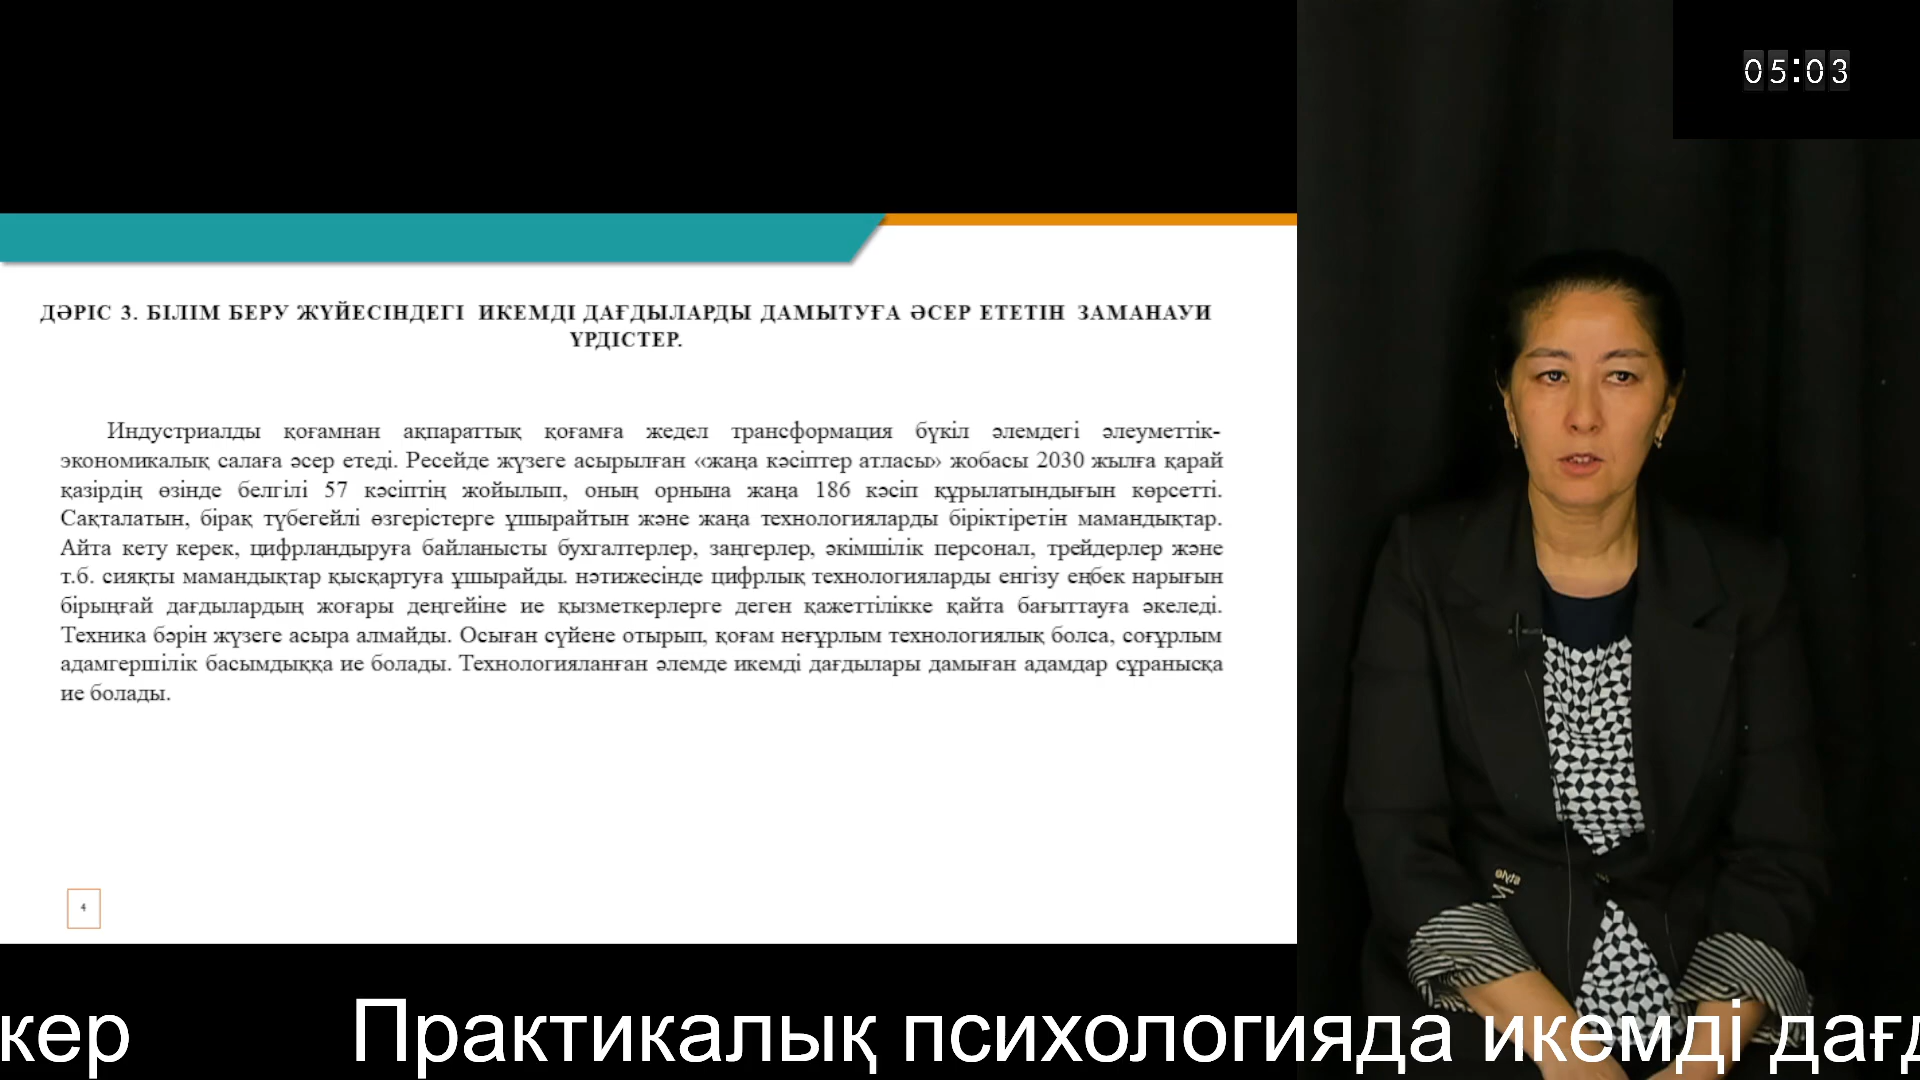 05:03
ДӘРІС 3. БІЛІМ БЕРУ ЖҮЙЕСІНДЕГІ ИКЕМДІ ДАҒДЫЛАРДЫ ДАМЫТУҒА ӘСЕР ЕТЕТІН ЗАМАНАУИ
ҮРДІСТЕР.
Индустриалды қоғамнан ақпараттық қоғамға жедел трансформация бүкіл әлемдегі әлеуметтік-
экономикалық салаға әсер етеді. Ресейде жүзеге асырылған «жаңа кәсіптер атласы» жобасы 2030 жылға қарай
қазірдің өзінде белгілі 57 кәсіптің жойылып, оның орнына жаңа 186 кәсіп құрылатындығын көрсетті.
Сақталатын, бірақ түбегейлі өзгерістерге ұшырайтын және жаңа технологияларды біріктіретін мамандықтар.
Айта кету керек, цифрландыруға байланысты бухгалтерлер, заңгерлер, әкімшілік персонал, трейдерлер және
т.б. сияқты мамандықтар қысқартуға ұшырайды. нәтижесінде цифрлық технологияларды енгізу еңбек нарығын
бірыңғай дағдылардың жоғары деңгейіне ие қызметкерлерге деген қажеттілікке қайта бағыттауға әкеледі.
Техника бәрін жүзеге асыра алмайды. Осыған сүйене отырып, қоғам неғұрлым технологиялық болса, соғұрлым
адамгершілік басымдыққа ие болады. Технологияланған әлемде икемді дағдылары дамыған адамдар сұранысқа
ие болады.
4
кер Практикалық психологияда икемді дағд